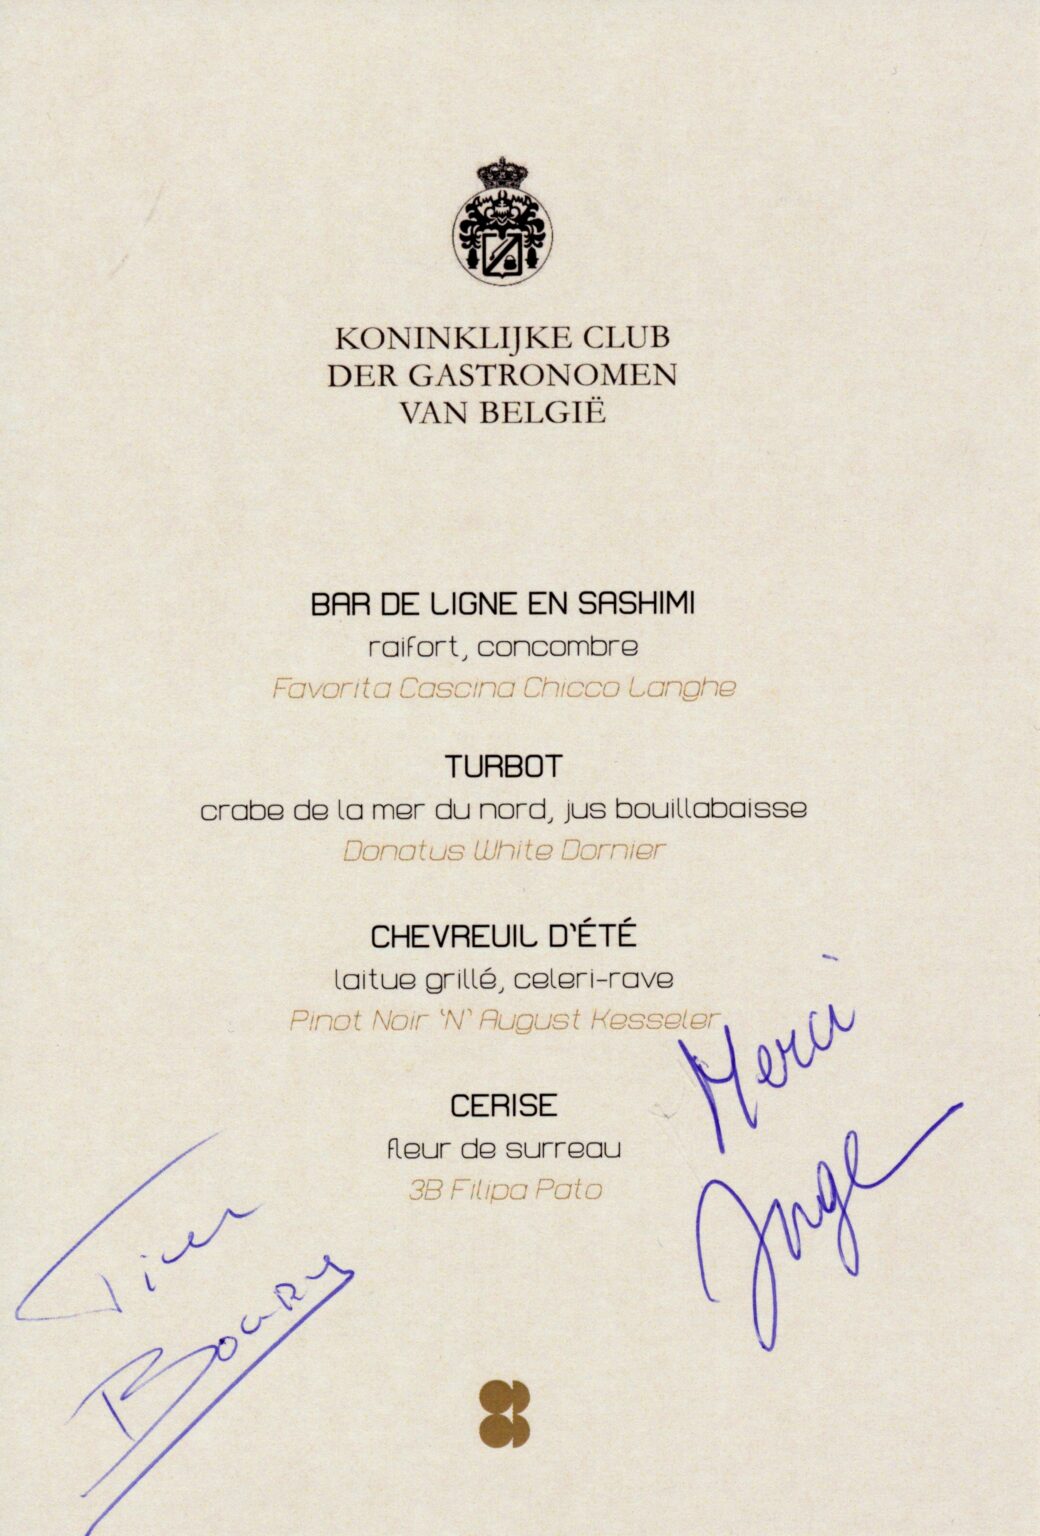 KONINKLIJKE CLUB
DER GASTRONOMEN
VAN BELGIË
BAR DE LIGNE EN SASHIMI
raifort, concombre
Favorita Cascina Chicco Langhe
TURBOT
crabe de la mer du nord, jus bouillabaisse
Donatus White Dornier
CHEVREUIL D'ÉTÉ
laitue grillé, celeri-rave
Pinot Noir 'N' August Kesseler
CERISE
fleur de surreau
3B Filipa Pato
Merci
Inge
Boury